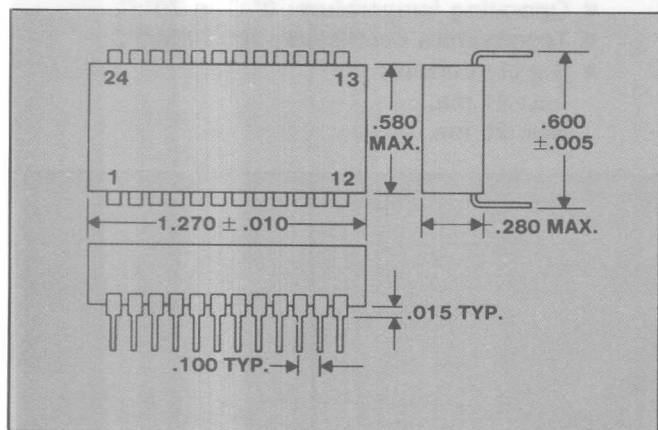 24 13
.580
MAX.
.600
±.005
1 12
1.270 ± .010
.280 MAX.
.015 TYP.
.100 TYP.